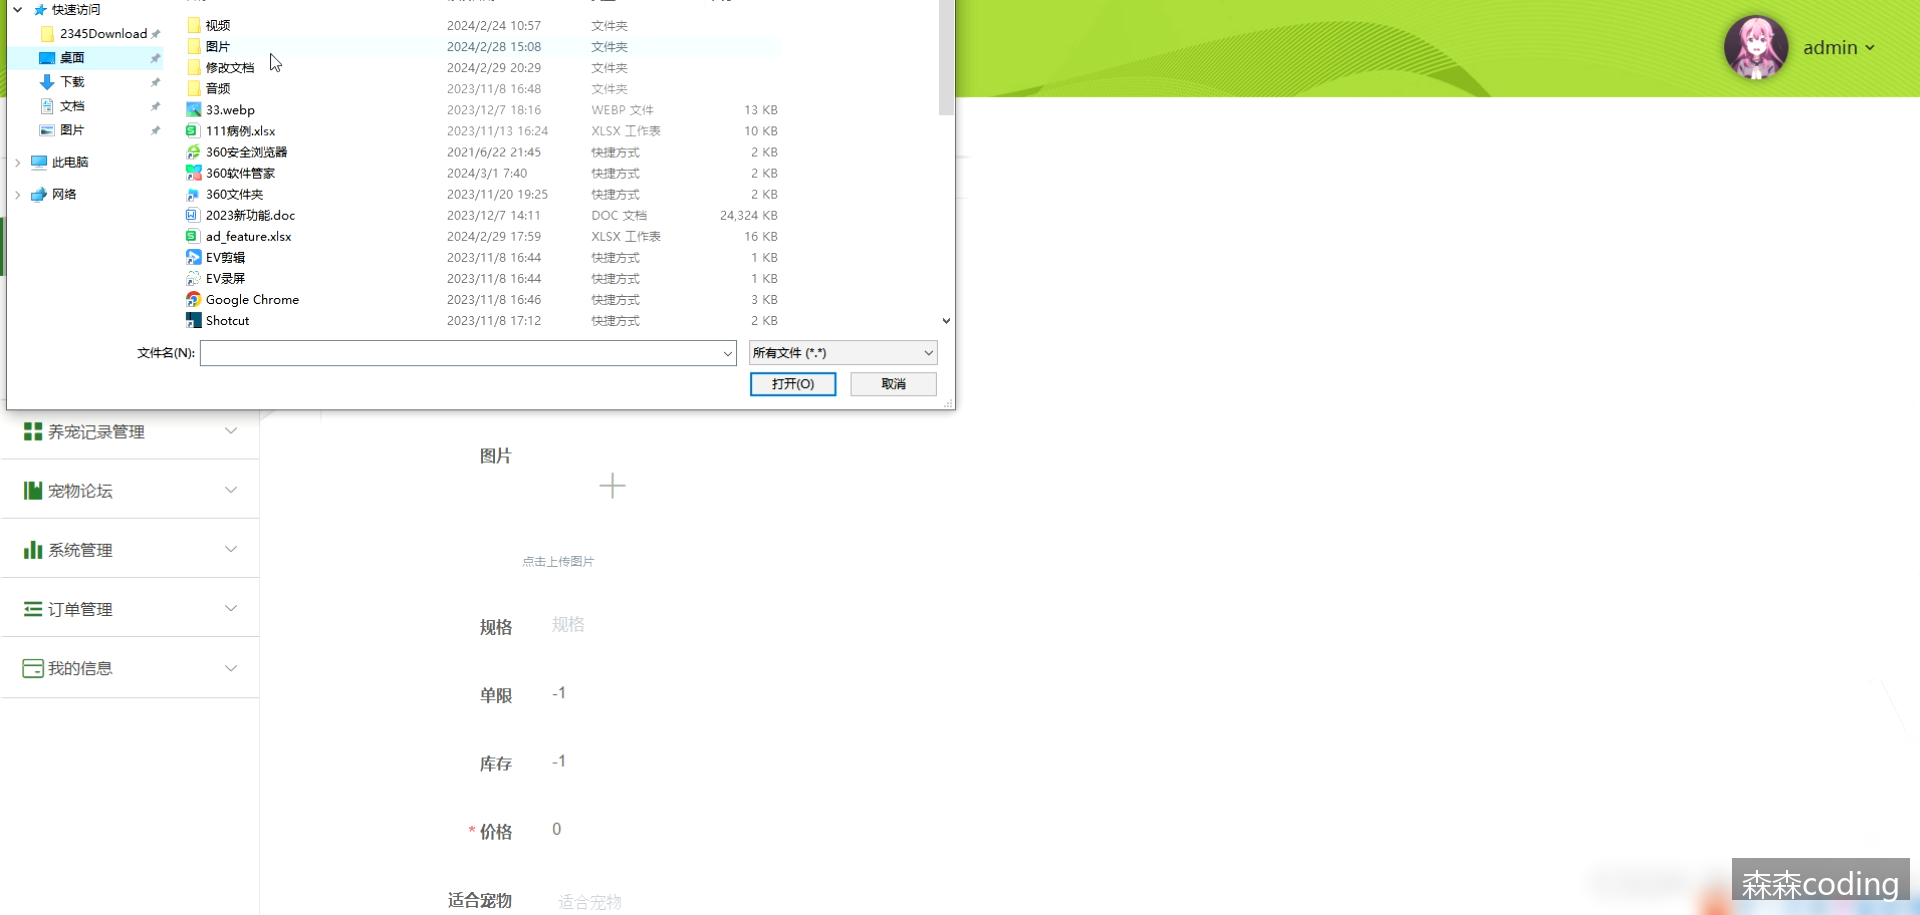 快速访问
2345Download
桌面
下载
文档
图片
此电脑
网络
视频 2024/2/24 10:57 文件夹
图片 2024/2/28 15:08 文件夹
修改文档 2024/2/29 20:29 文件夹
音频 2023/11/8 16:48 文件夹
33.webp 2023/12/7 18:16 WEBP 文件 13 KB
111病例.xlsx 2023/11/13 16:24 XLSX 工作表 10 KB
360安全浏览器 2021/6/22 21:45 快捷方式 2 KB
360软件管家 2024/3/1 7:40 快捷方式 2 KB
360文件夹 2023/11/20 19:25 快捷方式 2 KB
2023新功能.doc 2023/12/7 14:11 DOC 文档 24,324 KB
ad_feature.xlsx 2024/2/29 17:59 XLSX 工作表 16 KB
EV剪辑 2023/11/8 16:44 快捷方式 1 KB
EV录屏 2023/11/8 16:44 快捷方式 1 KB
Google Chrome 2023/11/8 16:46 快捷方式 3 KB
Shotcut 2023/11/8 17:12 快捷方式 2 KB
文件名(N): 所有文件 (*.*)
打开(O) 取消
admin
养宠记录管理
宠物论坛
系统管理
订单管理
我的信息
图片
点击上传图片
规格 规格
单限 -1
库存 -1
* 价格 0
适合宠物 适合宠物
森森coding